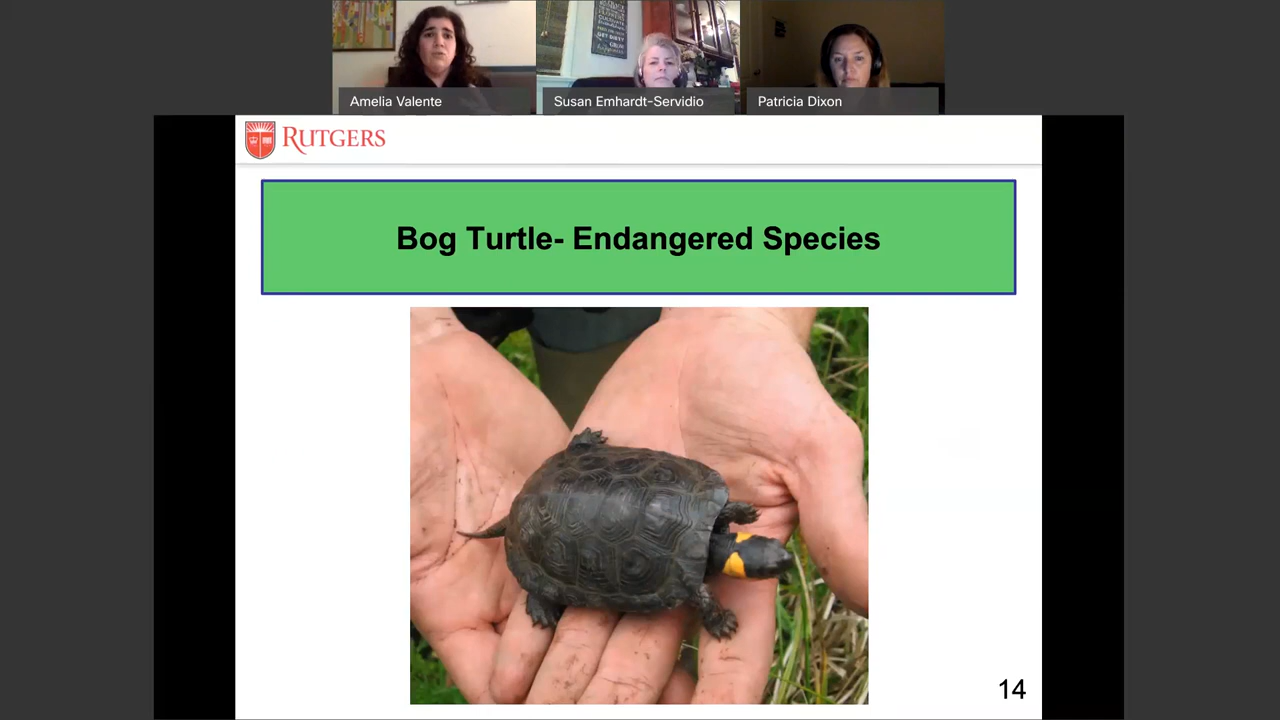 Amelia Valente
Susan Emhardt-Servidio
Patricia Dixon
RUTGERS
Bog Turtle- Endangered Species
14